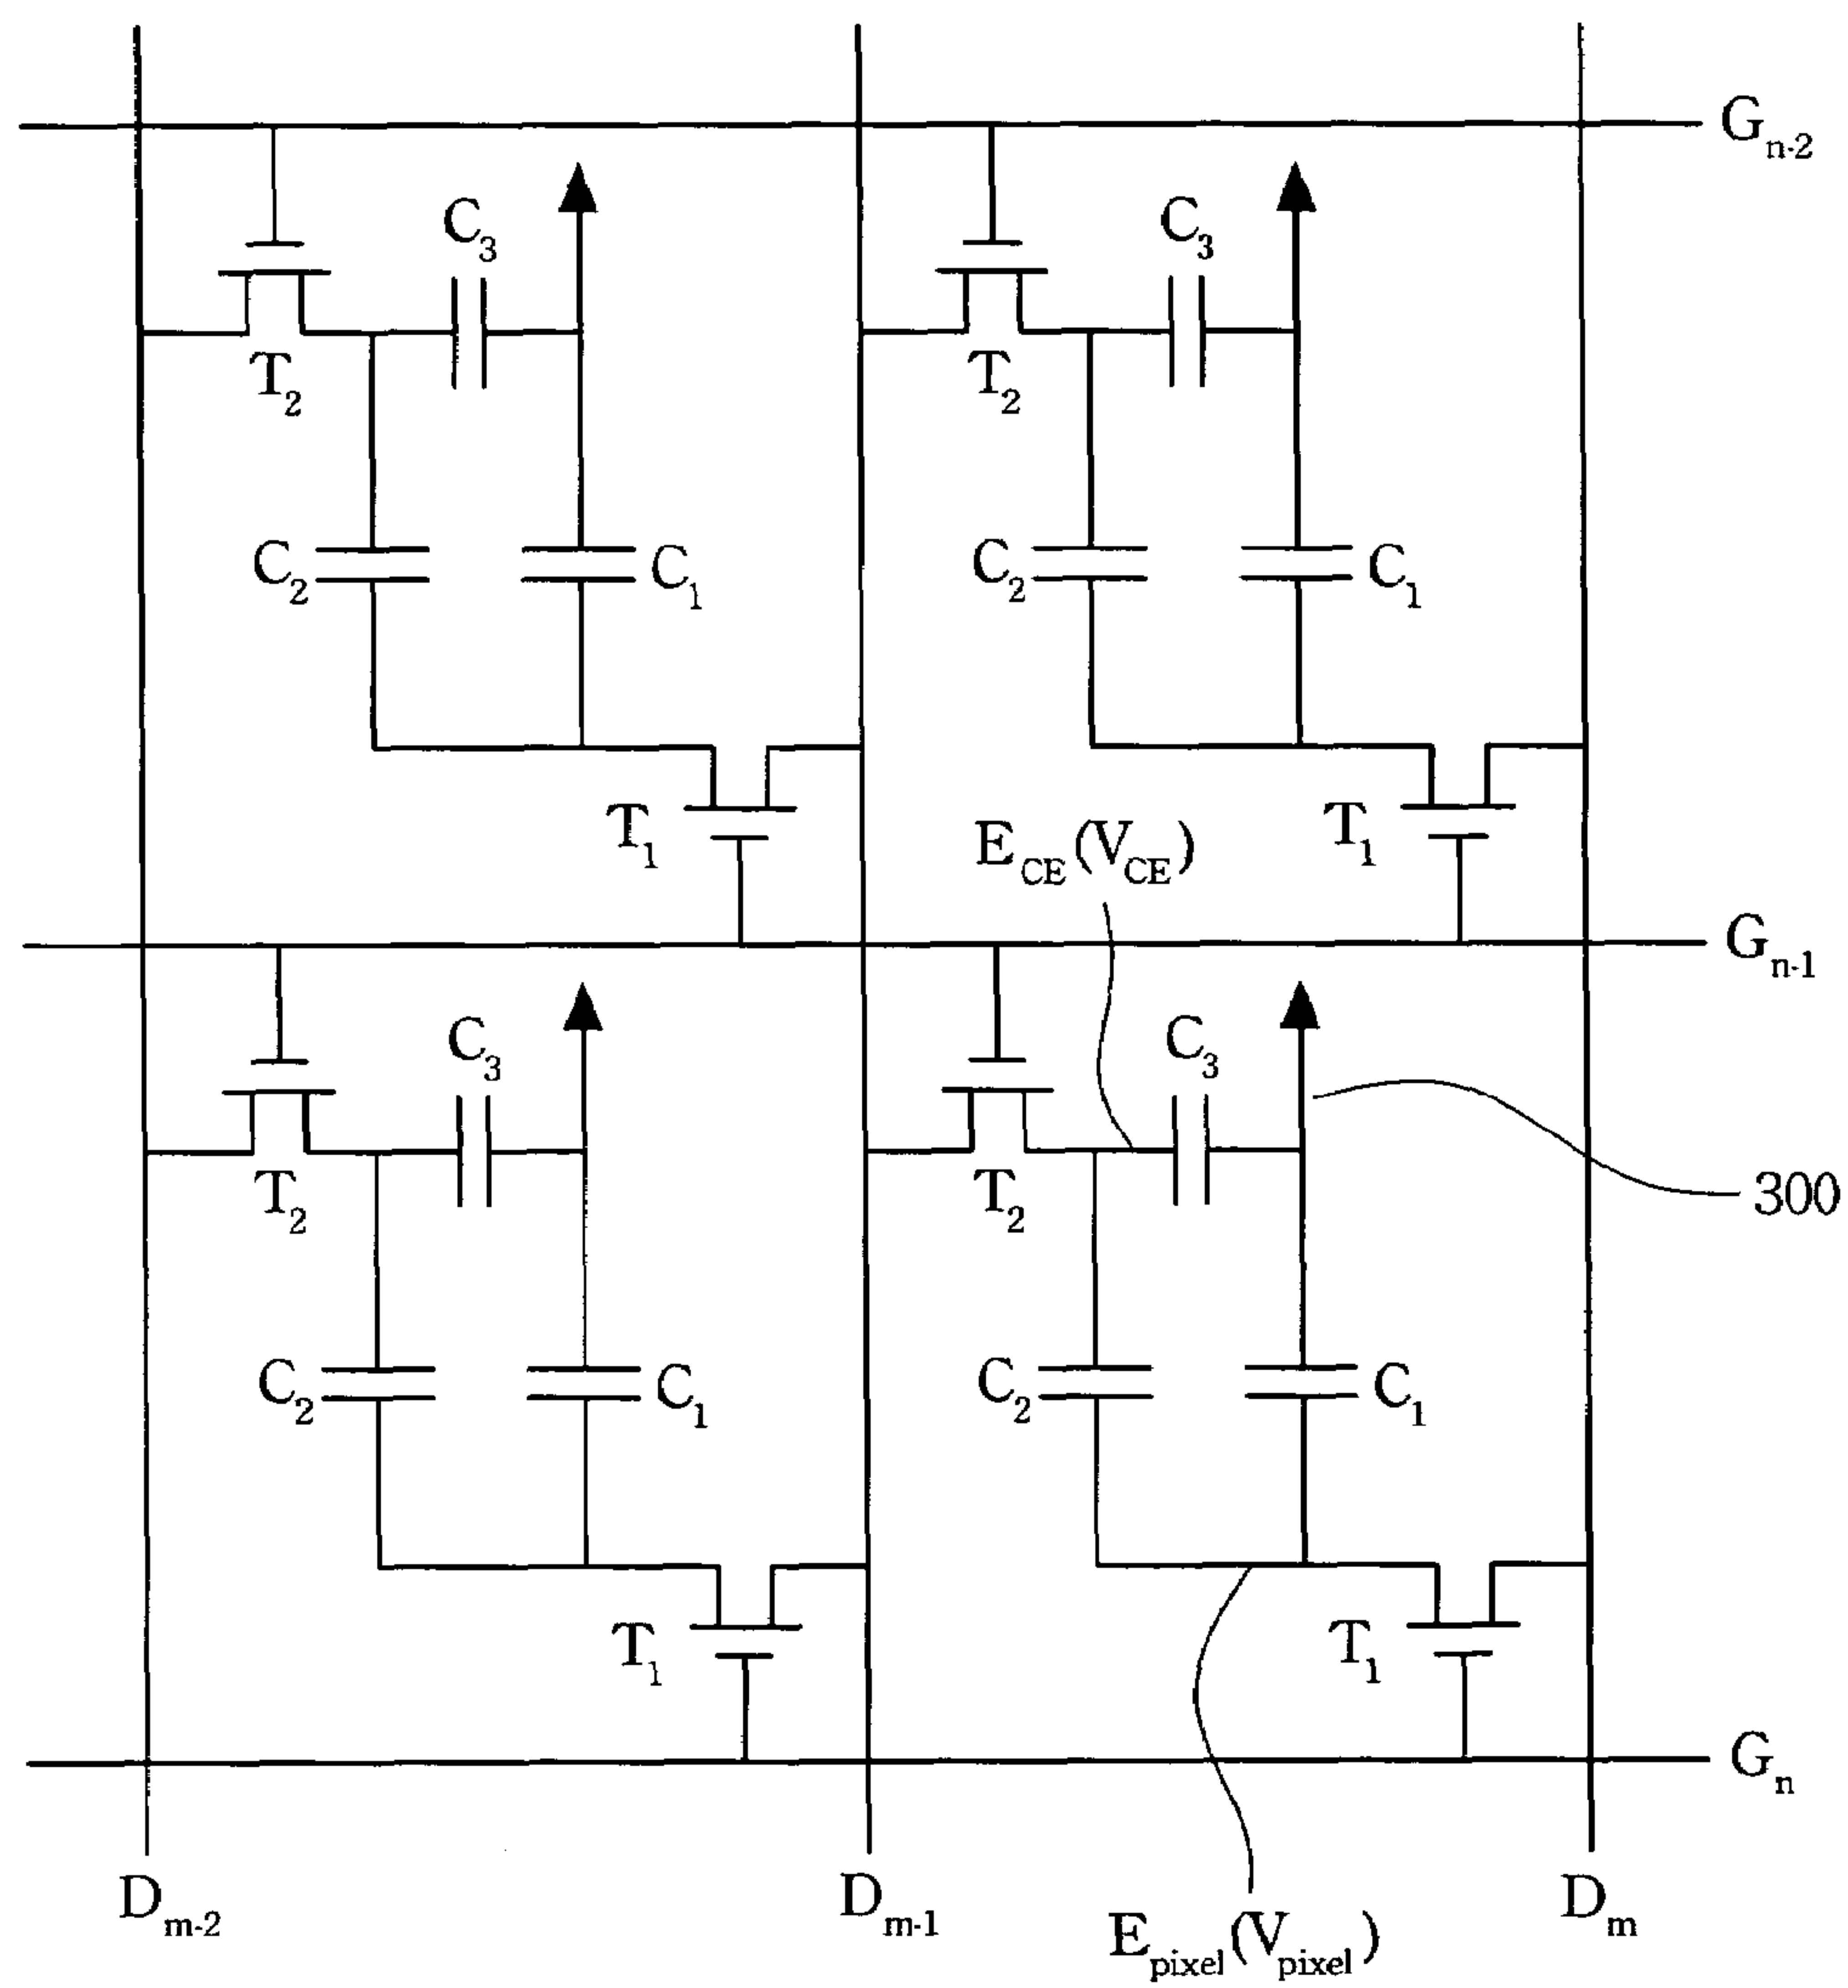 G_{n-2}
C_3
C_3
T_2
T_2
C_2
C_1
C_2
C_1
T_1
E_{CE}(V_{CE})
T_1
G_{n-1}
C_3
C_3
T_2
T_2
300
C_2
C_1
C_2
C_1
T_1
T_1
G_n
D_{m-2}
D_{m-1}
D_m
E_{pixel}(V_{pixel})